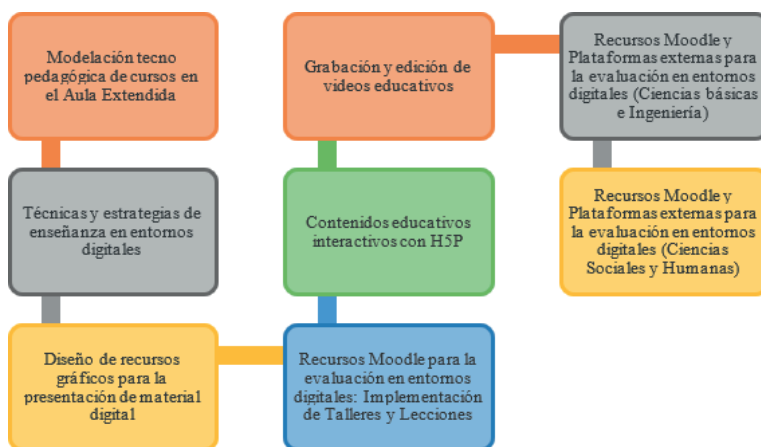 Modelación tecno
pedagógica de cursos en
el Aula Extendida
Técnicas y estrategias de
enseñanza en entornos
digitales
Diseño de recursos
gráficos para la
presentación de material
digital
Recursos Moodle para la
evaluación en entornos
digitales: Implementación
de Talleres y Lecciones
Contenidos educativos
interactivos con H5P
Grabación y edición de
videos educativos
Recursos Moodle y
Plataformas externas para
la evaluación en entornos
digitales (Ciencias básicas
e Ingeniería)
Recursos Moodle y
Plataformas externas para
la evaluación en entornos
digitales (Ciencias
Sociales y Humanas)